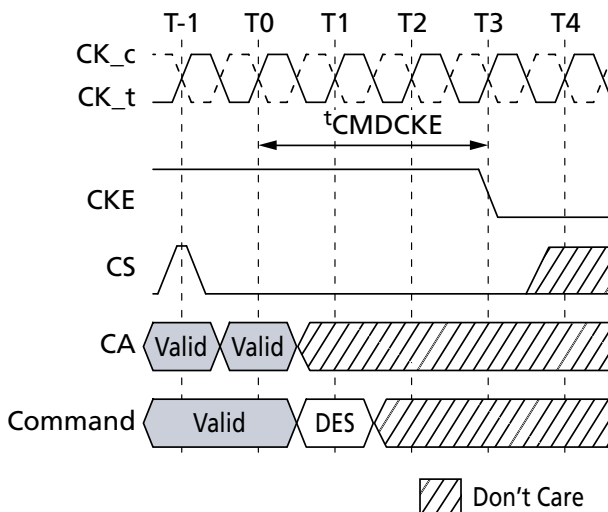 T-1 T0 T1 T2 T3 T4
CK_c
CK_t
tCMDCKE
CKE
CS
CA Valid Valid
Command Valid DES
Don't Care